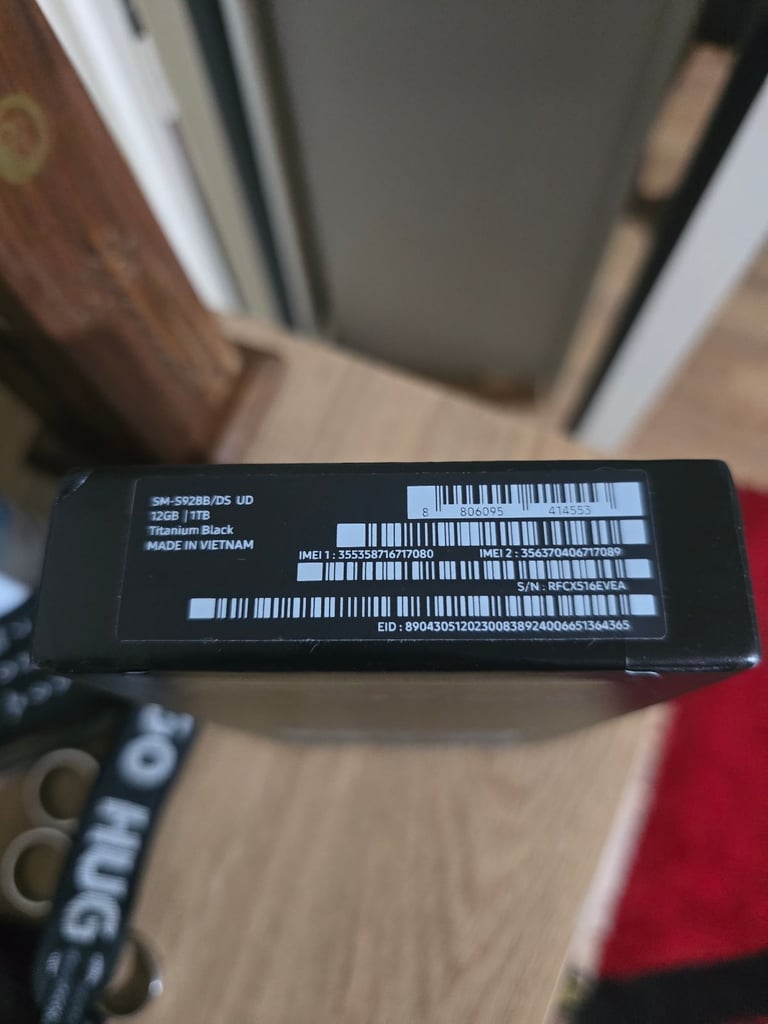 SM-S928B/DS UD
12GB | 1TB
Titanium Black
MADE IN VIETNAM
8 806095 414553
IMEI 1 : 355358716717080 IMEI 2 : 356370406717089
S/N : RFCX516EVEA
EID : 89043051202300838924006651364365
HUG